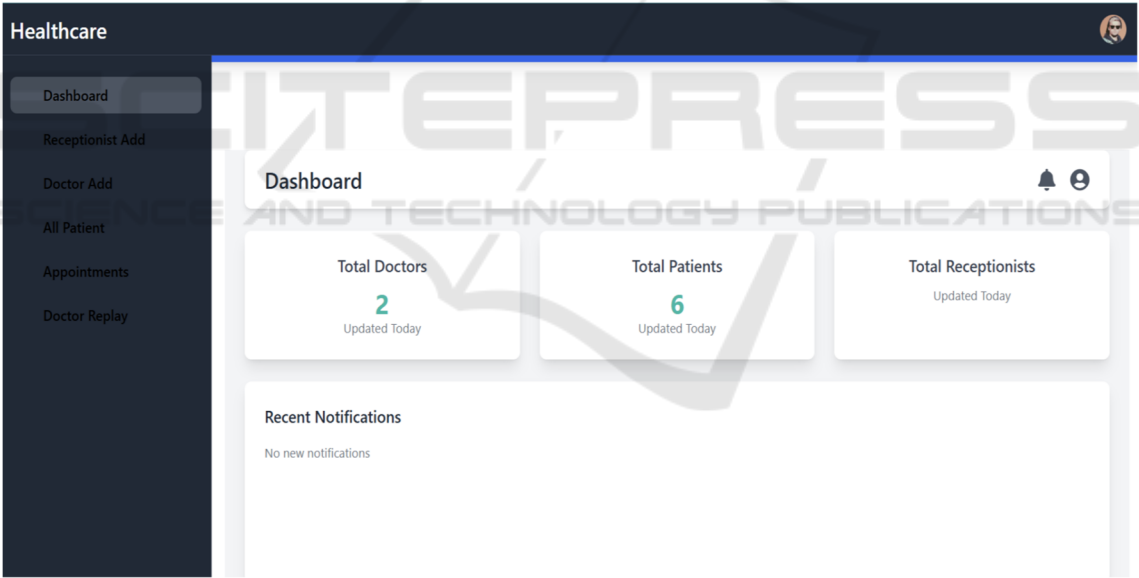 Healthcare
Dashboard
Receptionist Add
Doctor Add
All Patient
Appointments
Doctor Replay
SCITEPRESS
SCIENCE AND TECHNOLOGY PUBLICATIONS
Dashboard
Total Doctors
2
Updated Today
Total Patients
6
Updated Today
Total Receptionists
Updated Today
Recent Notifications
No new notifications